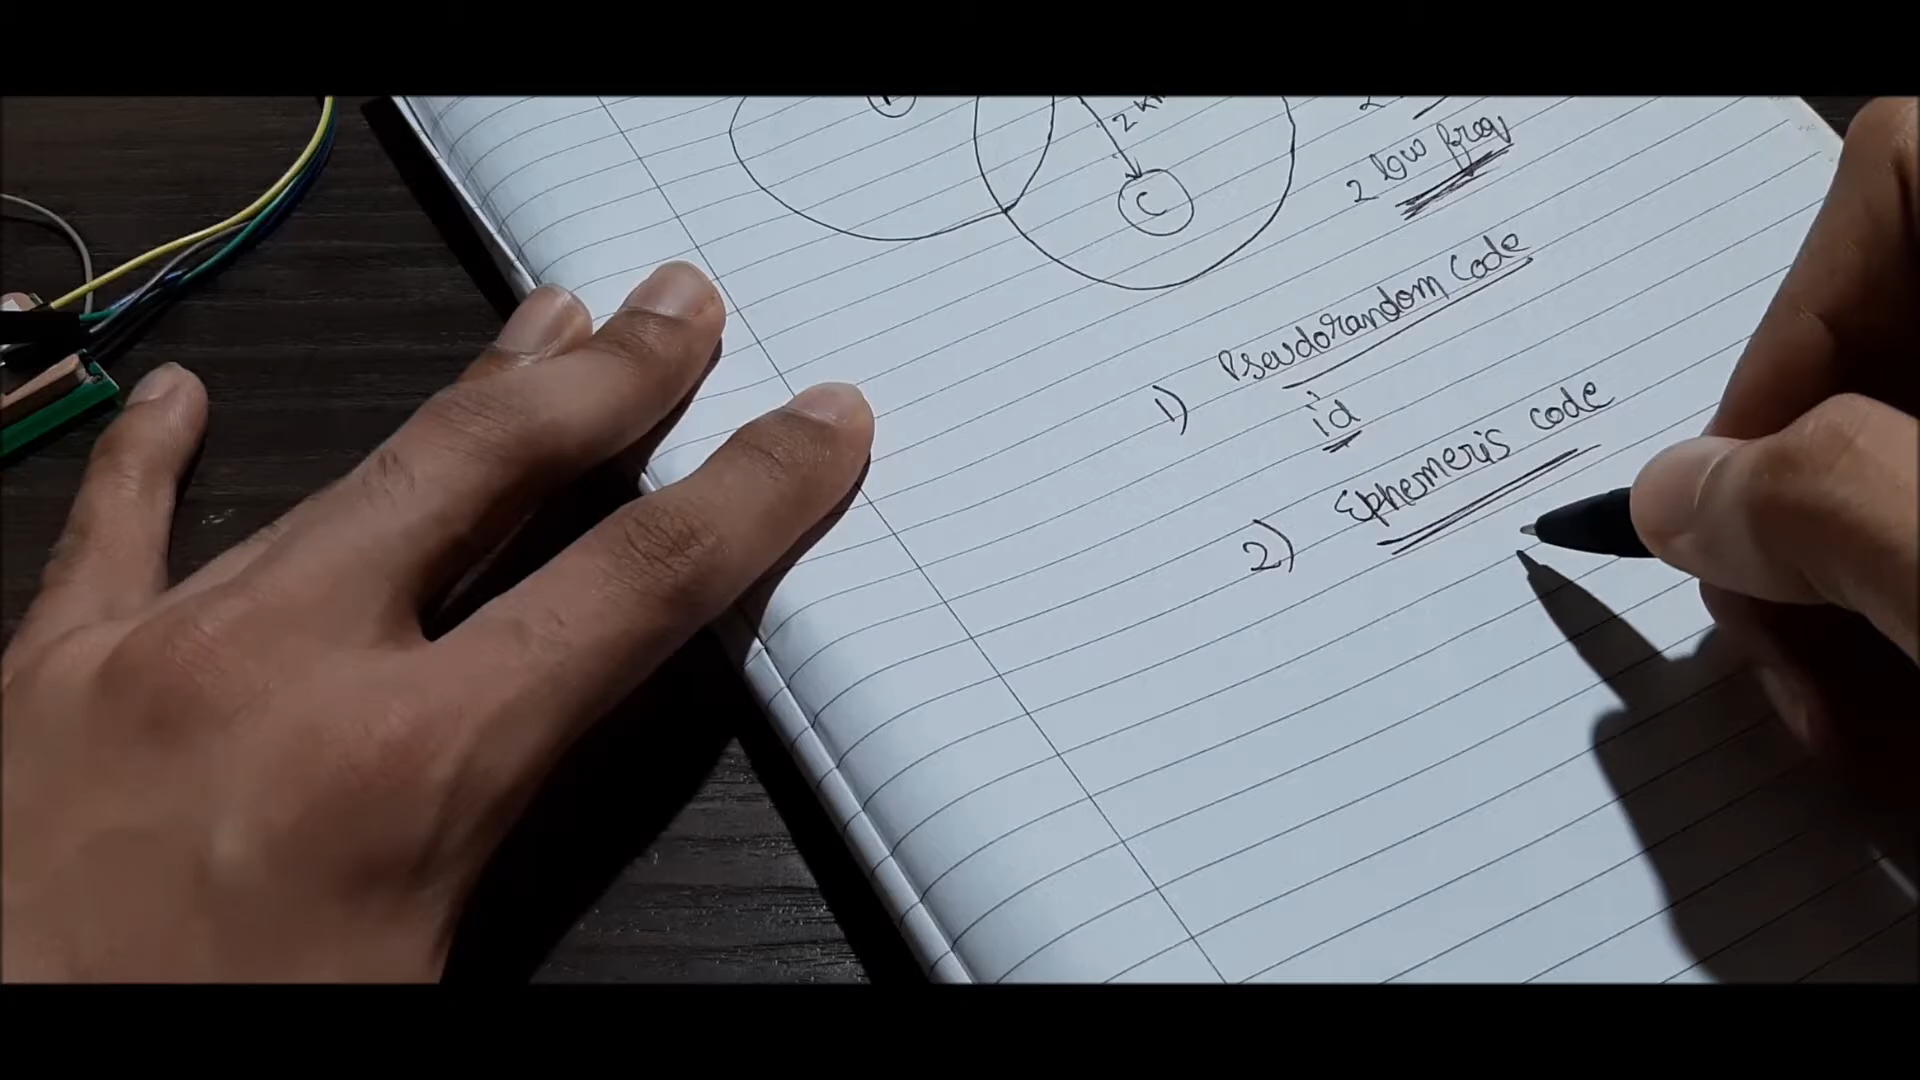 2 km
C
2 low freq
1) Pseudorandom Code
id
2) Ephemeris code